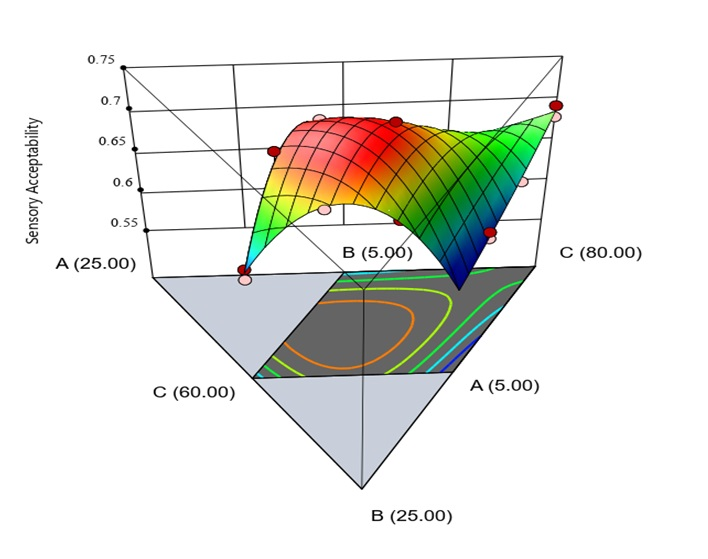 0.75
0.7
0.65
0.6
0.55
Sensory Acceptability
A (25.00)
B (5.00)
C (80.00)
C (60.00)
A (5.00)
B (25.00)